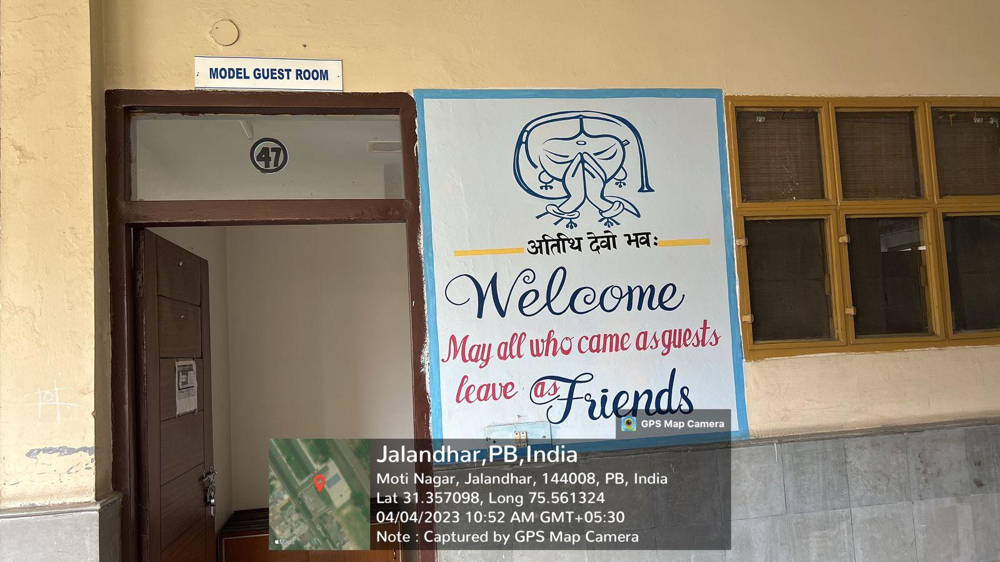 MODEL GUEST ROOM
47
अतिथि देवो भवः
Welcome
May all who came as guests
leave as Friends
GPS Map Camera
Jalandhar,PB,India
Moti Nagar, Jalandhar, 144008, PB, India
Lat 31.357098, Long 75.561324
04/04/2023 10:52 AM GMT+05:30
Note : Captured by GPS Map Camera
Maps